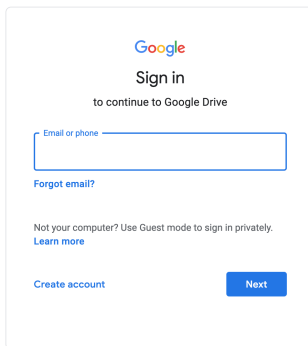 Google
Sign in
to continue to Google Drive
Email or phone
Forgot email?
Not your computer? Use Guest mode to sign in privately.
Learn more
Create account
Next